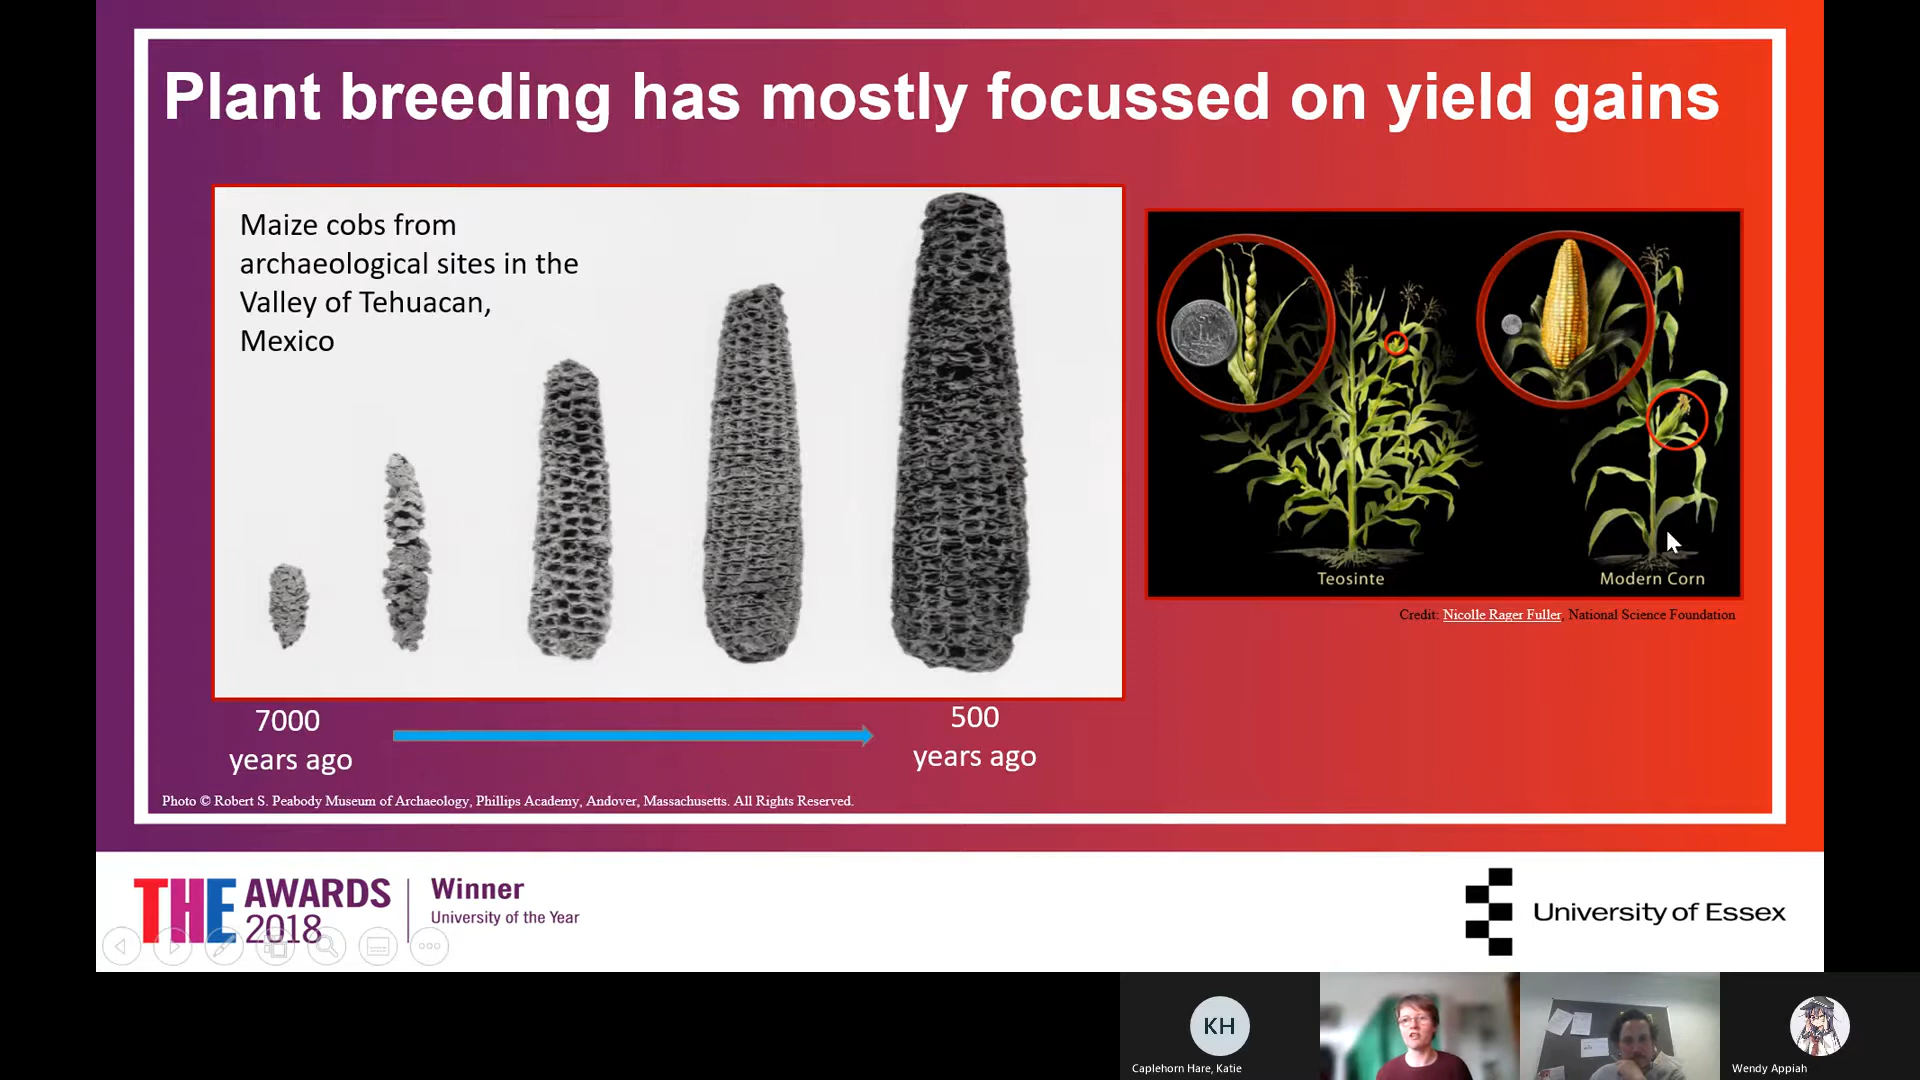 Plant breeding has mostly focussed on yield gains
Maize cobs from
archaeological sites in the
Valley of Tehuacan,
Mexico
Teosinte
Modern Corn
Credit: Nicolle Rager Fuller, National Science Foundation
7000
years ago
500
years ago
Photo © Robert S. Peabody Museum of Archaeology, Phillips Academy, Andover, Massachusetts. All Rights Reserved.
THE AWARDS
2018
Winner
University of the Year
University of Essex
KH
Caplehorn Hare, Katie
Wendy Appiah